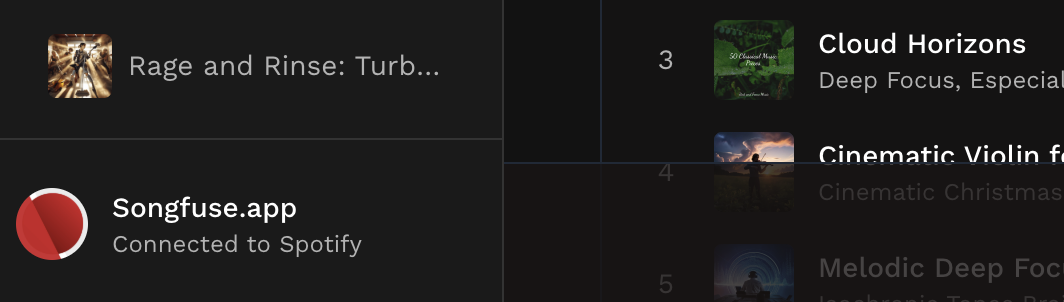 Rage and Rinse: Turb...
Songfuse.app
Connected to Spotify
3
50 Classical Music
Pieces
Cloud Horizons
Deep Focus, Especial
4
Cinematic Violin fo
Cinematic Christmas
5
Melodic Deep Foc